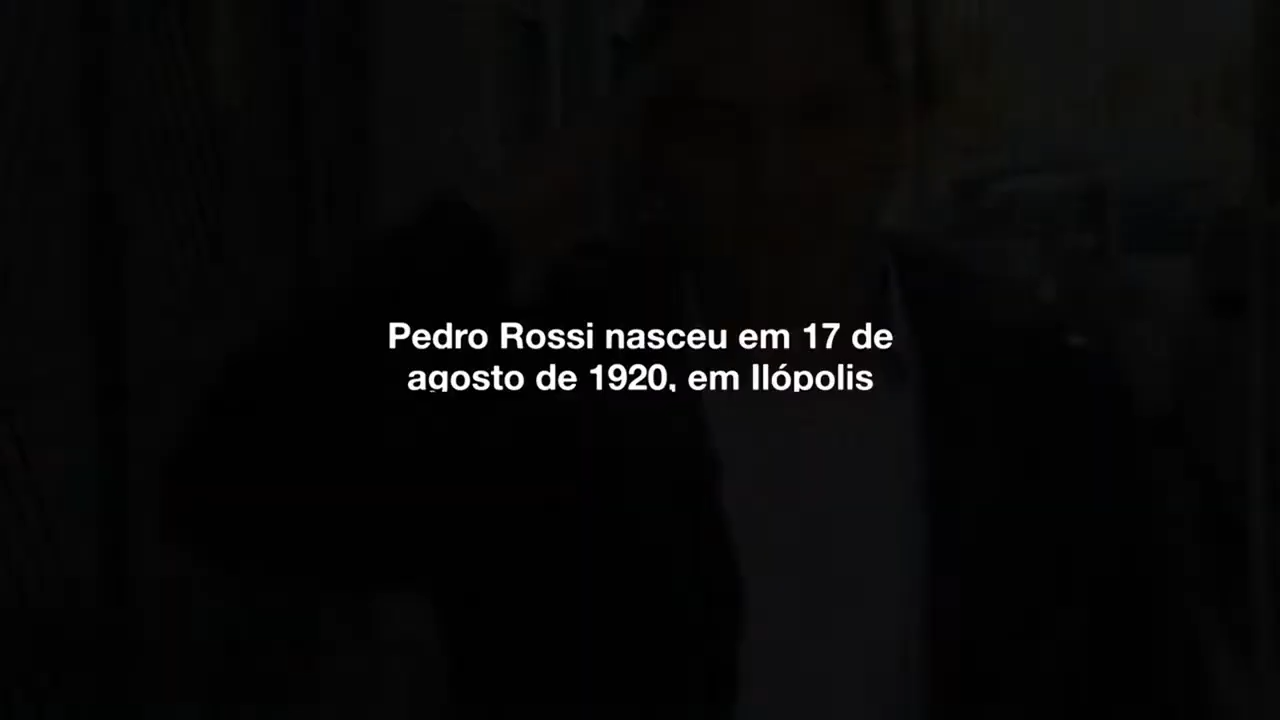 Pedro Rossi nasceu em 17 de
agosto de 1920, em Ilópolis